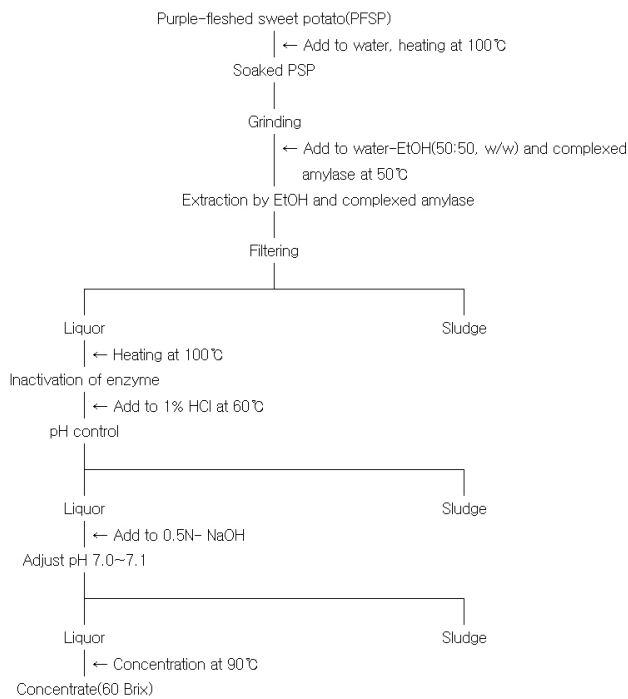 Purple-fleshed sweet potato(PFSP)
← Add to water, heating at 100℃
Soaked PSP
Grinding
← Add to water-EtOH(50:50, w/w) and complexed
amylase at 50℃
Extraction by EtOH and complexed amylase
Filtering
Liquor Sludge
← Heating at 100℃
Inactivation of enzyme
← Add to 1% HCl at 60℃
pH control
Liquor Sludge
← Add to 0.5N- NaOH
Adjust pH 7.0~7.1
Liquor Sludge
← Concentration at 90℃
Concentrate(60 Brix)